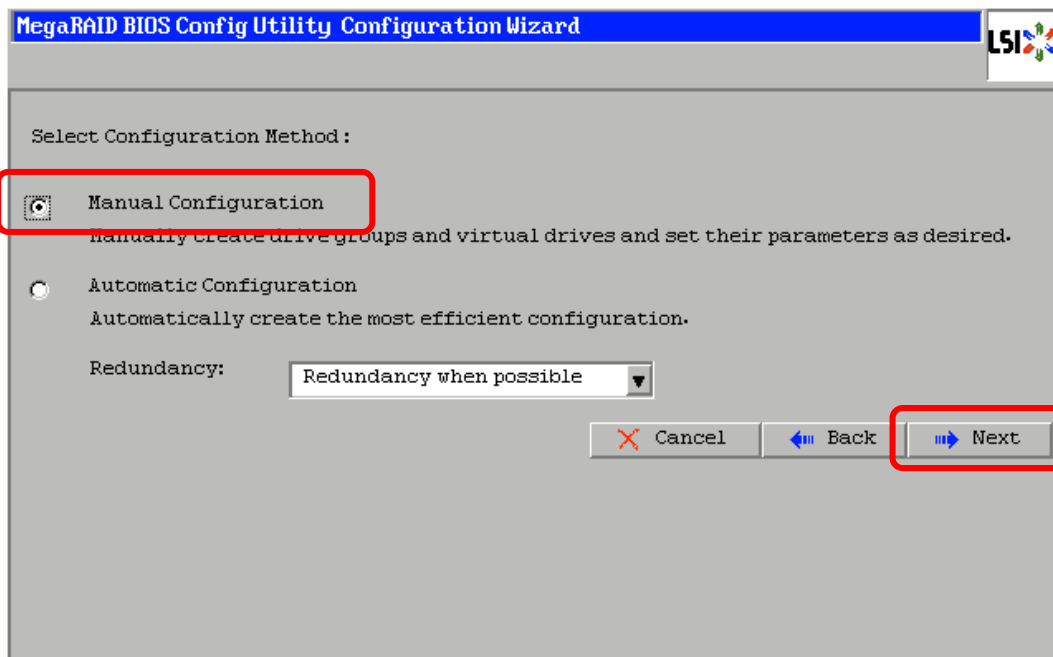 MegaRAID BIOS Config Utility Configuration Wizard
LSI
Select Configuration Method:
Manual Configuration
Manually create drive groups and virtual drives and set their parameters as desired.
Automatic Configuration
Automatically create the most efficient configuration.
Redundancy: Redundancy when possible
Cancel Back Next